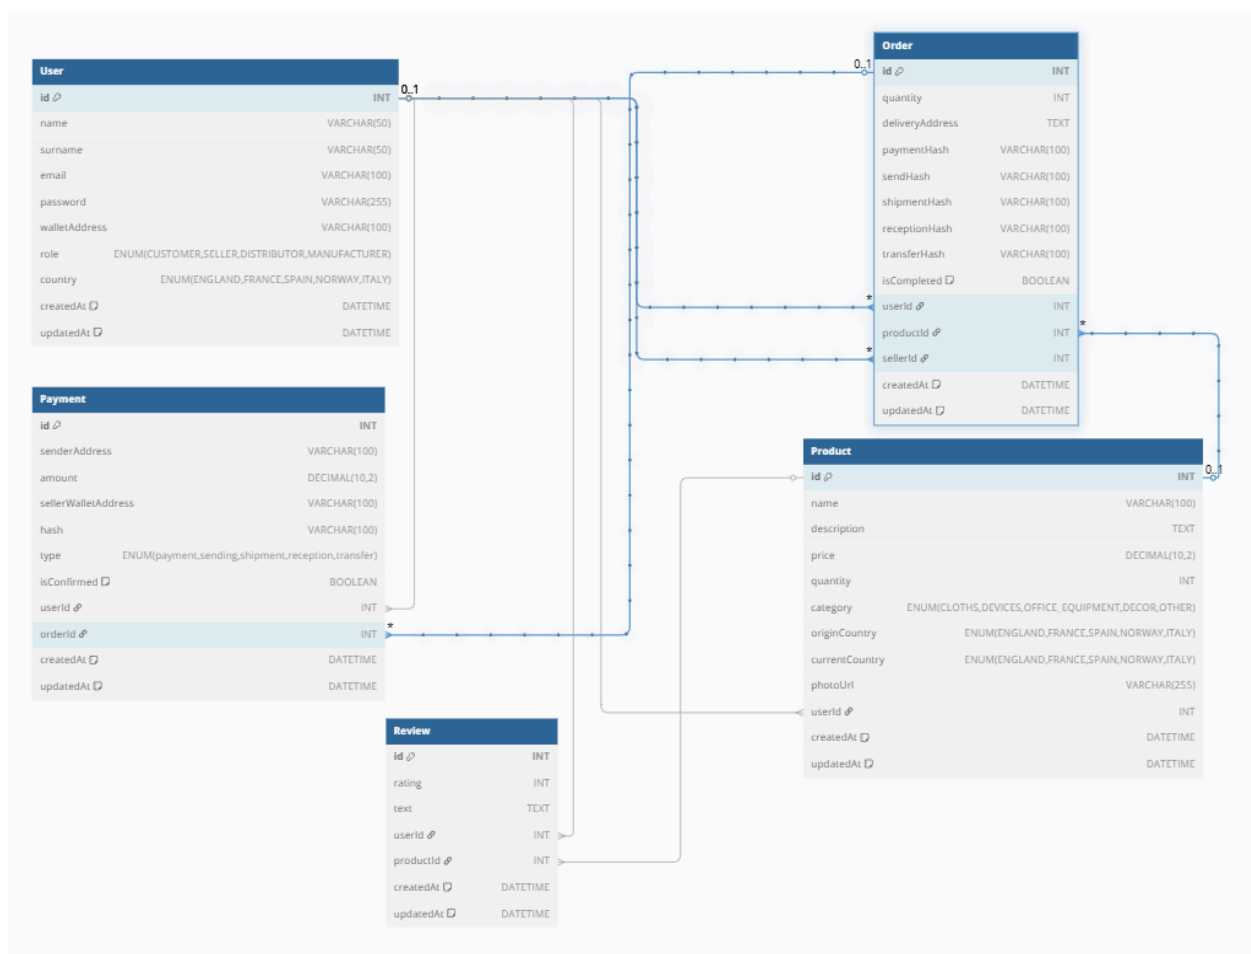 User
id INT
name VARCHAR(50)
surname VARCHAR(50)
email VARCHAR(100)
password VARCHAR(255)
walletAddress VARCHAR(100)
role ENUM(CUSTOMER,SELLER,DISTRIBUTOR,MANUFACTURER)
country ENUM(ENGLAND,FRANCE,SPAIN,NORWAY,ITALY)
createdAt DATETIME
updatedAt DATETIME
0..1
0..1
Order
id INT
quantity INT
deliveryAddress TEXT
paymentHash VARCHAR(100)
sendHash VARCHAR(100)
shipmentHash VARCHAR(100)
receptionHash VARCHAR(100)
transferHash VARCHAR(100)
isCompleted BOOLEAN
* userId INT
productId INT *
* sellerId INT
createdAt DATETIME
updatedAt DATETIME
Payment
id INT
senderAddress VARCHAR(100)
amount DECIMAL(10,2)
sellerWalletAddress VARCHAR(100)
hash VARCHAR(100)
type ENUM(payment,sending,shipment,reception,transfer)
isConfirmed BOOLEAN
userId INT
orderId INT *
createdAt DATETIME
updatedAt DATETIME
Product
id INT 0..1
name VARCHAR(100)
description TEXT
price DECIMAL(10,2)
quantity INT
category ENUM(CLOTHS,DEVICES,OFFICE_EQUIPMENT,DECOR,OTHER)
originCountry ENUM(ENGLAND,FRANCE,SPAIN,NORWAY,ITALY)
currentCountry ENUM(ENGLAND,FRANCE,SPAIN,NORWAY,ITALY)
photoUrl VARCHAR(255)
userId INT
createdAt DATETIME
updatedAt DATETIME
Review
id INT
rating INT
text TEXT
userId INT
productId INT
createdAt DATETIME
updatedAt DATETIME